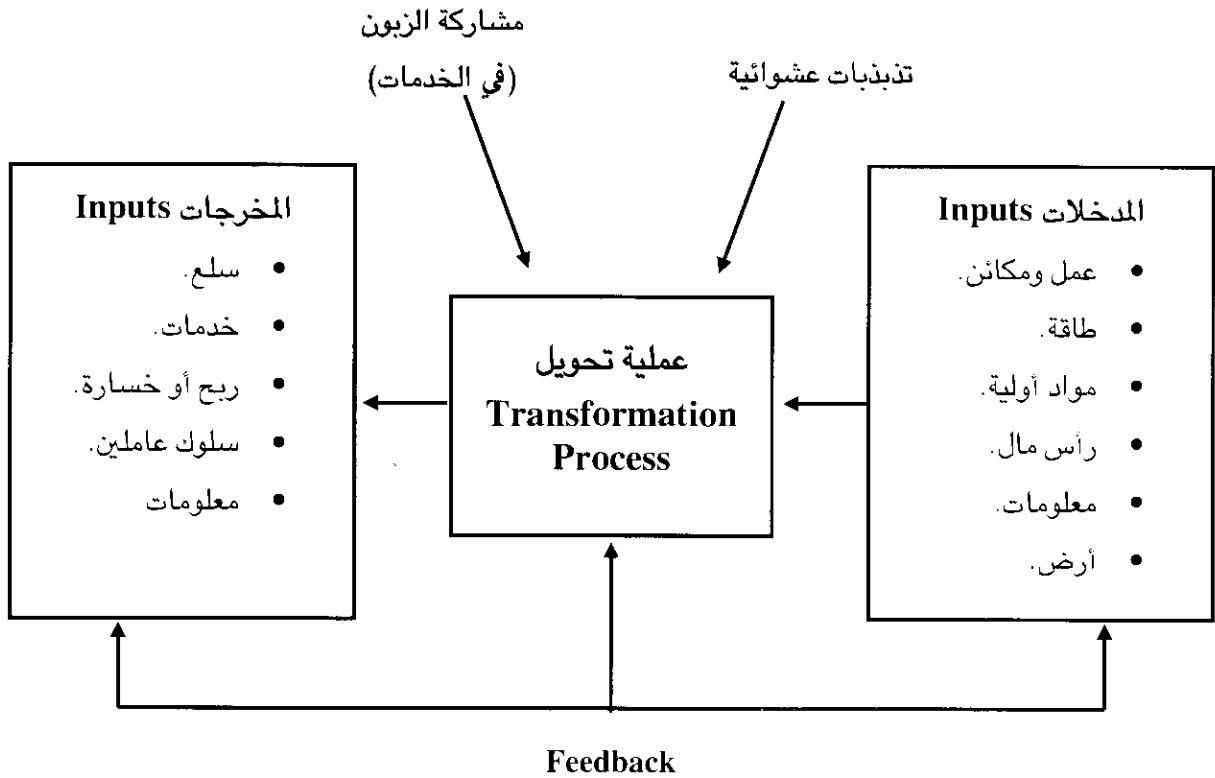 مشاركة الزبون
(في الخدمات)
تذبذبات عشوائية
المدخلات Inputs
• عمل ومكائن.
• طاقة.
• مواد أولية.
• رأس مال.
• معلومات.
• أرض.
عملية تحويل
Transformation
Process
المخرجات Inputs
• سلع.
• خدمات.
• ربح أو خسارة.
• سلوك عاملين.
• معلومات
Feedback